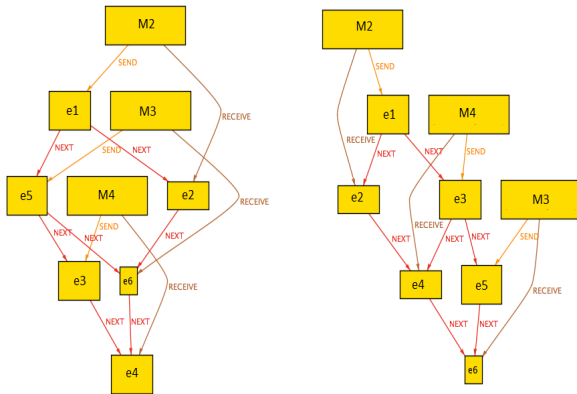 M2
SEND
e1
M3
RECEIVE
NEXT
SEND
NEXT
e5
M4
e2
NEXT
NEXT
SEND
NEXT
e3
e6
RECEIVE
NEXT
NEXT
e4
M2
SEND
e1
M4
RECEIVE
NEXT
NEXT
SEND
e2
e3
M3
NEXT
RECEIVE
NEXT
NEXT
SEND
e4
e5
RECEIVE
NEXT
NEXT
e6